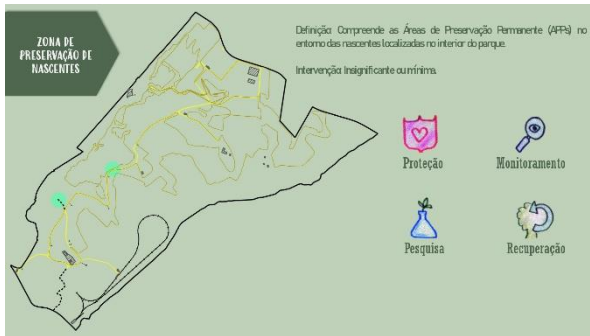 ZONA DE
PRESERVAÇÃO DE
NASCENTES
Definição: Compreende as Áreas de Preservação Permanente (APPs) no
entorno das nascentes localizadas no interior do parque.
Intervenção: Insignificante ou mínima.
Proteção
Monitoramento
Pesquisa
Recuperação